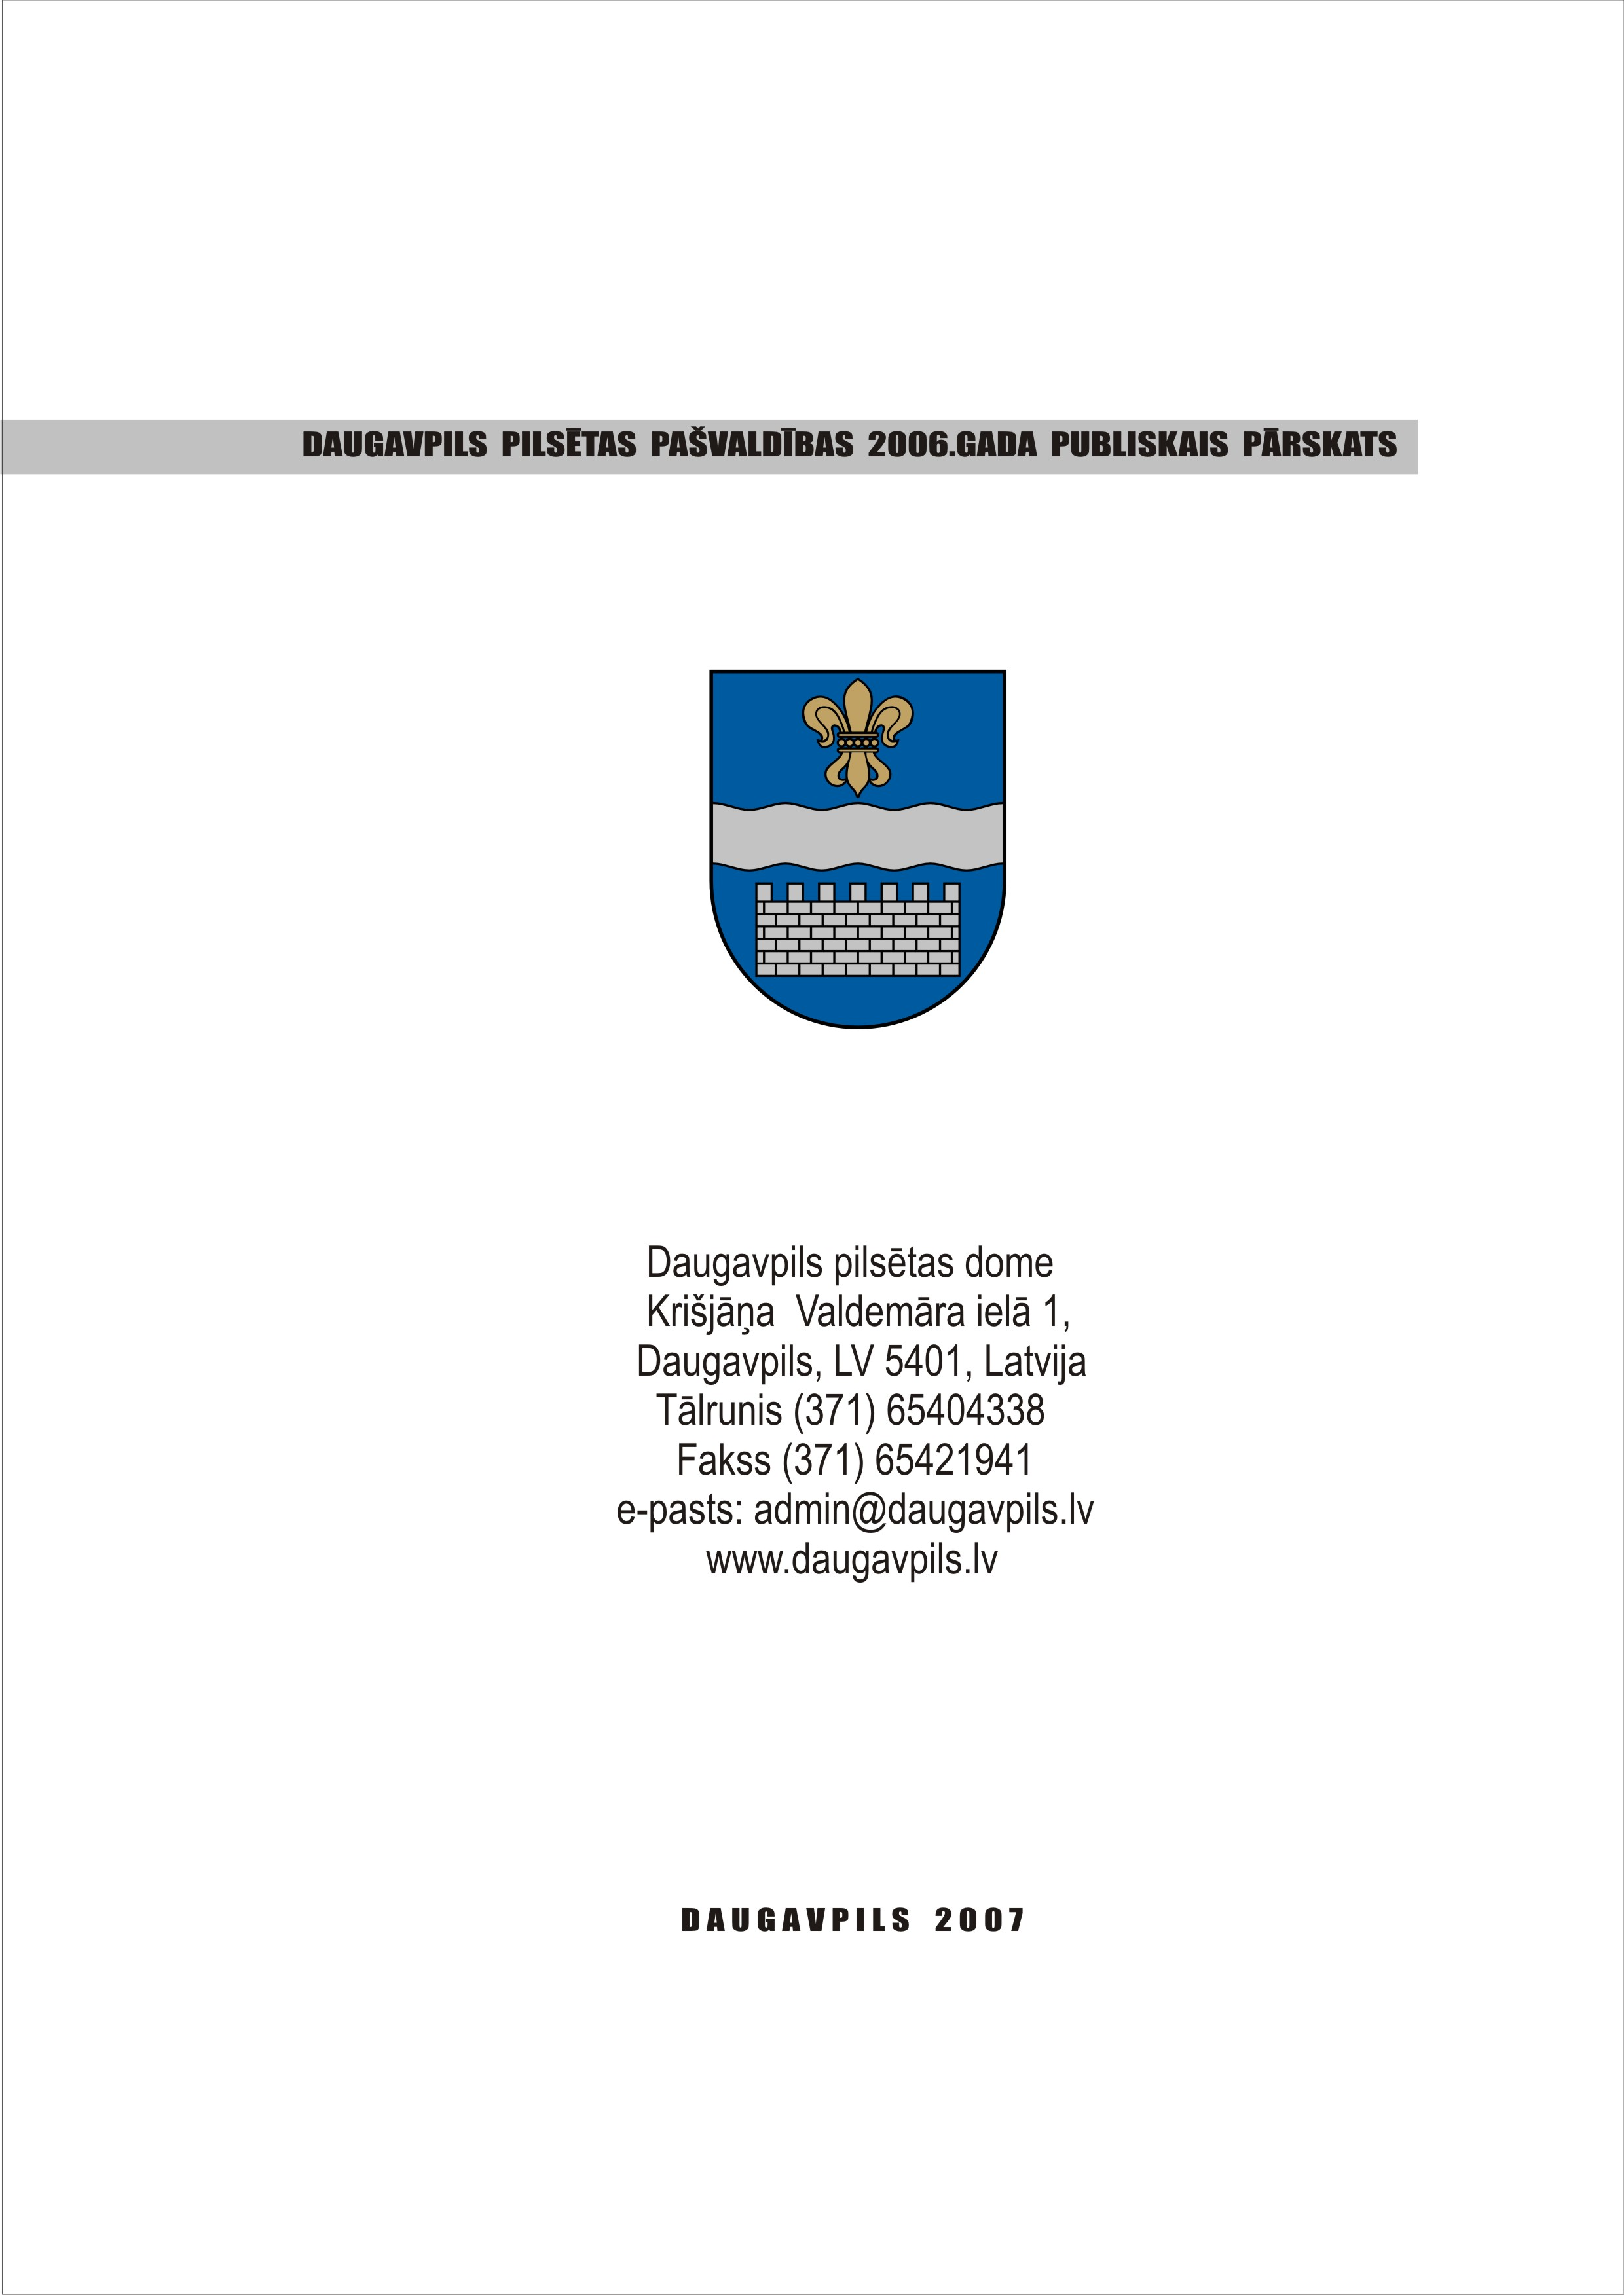 DAUGAVPILS PILSĒTAS PAŠVALDĪBAS 2006.GADA PUBLISKAIS PĀRSKATS
Daugavpils pilsētas dome
Krišjāņa Valdemāra ielā 1,
Daugavpils, LV 5401, Latvija
Tālrunis (371) 65404338
Fakss (371) 65421941
e-pasts: admin@daugavpils.lv
www.daugavpils.lv
DAUGAVPILS 2007